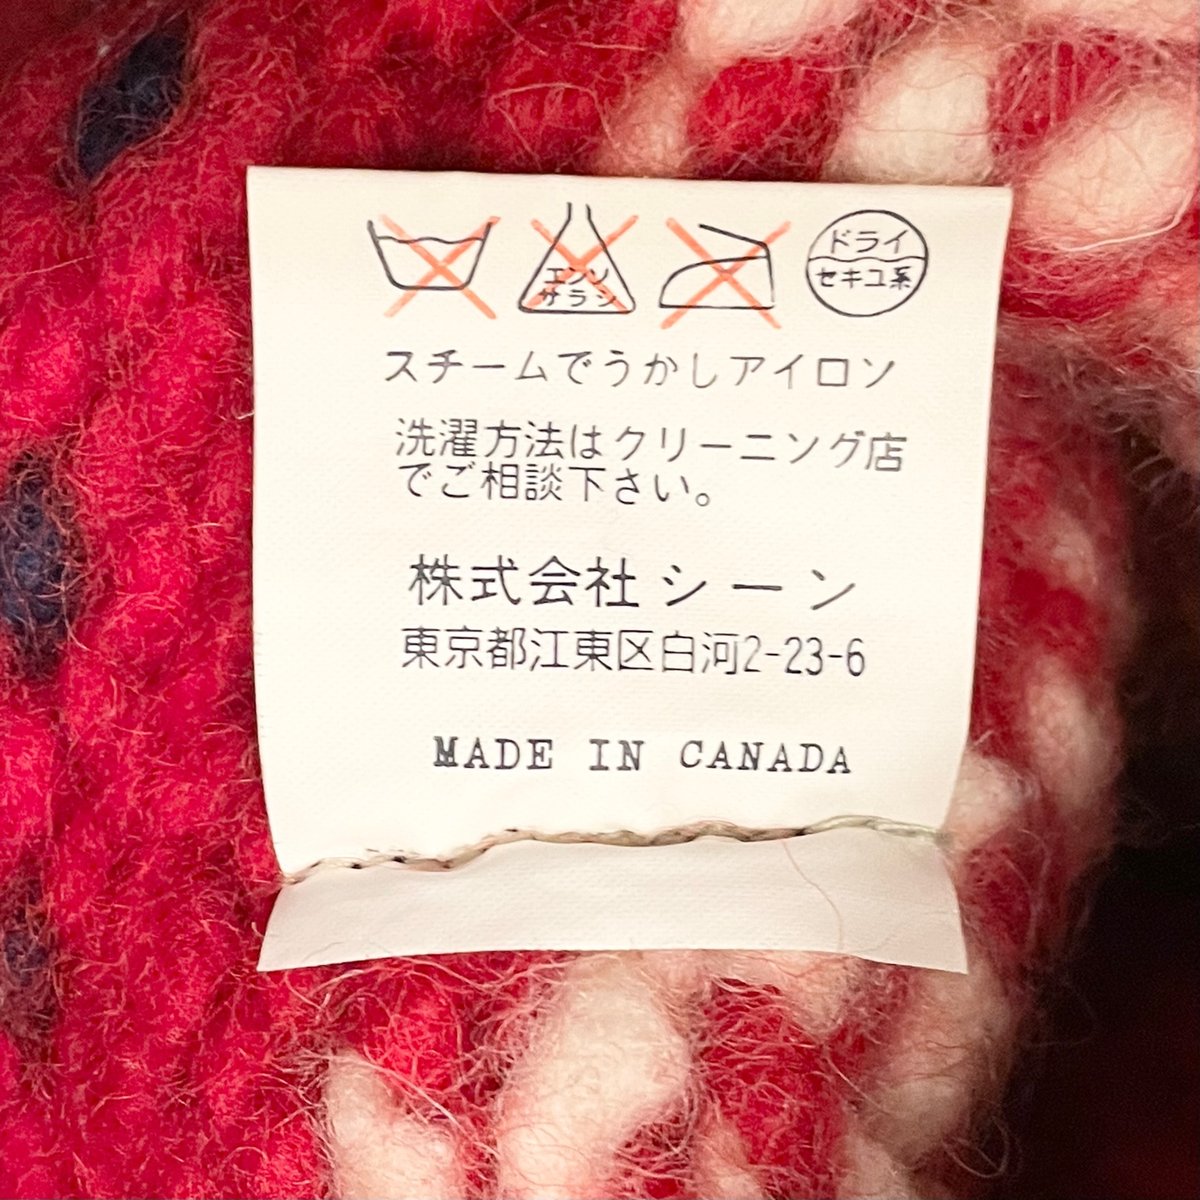 エンソ
サラシ
ドライ
セキユ系
スチームでうかしアイロン
洗濯方法はクリーニング店
でご相談下さい。
株式会社シーン
東京都江東区白河2-23-6
MADE IN CANADA